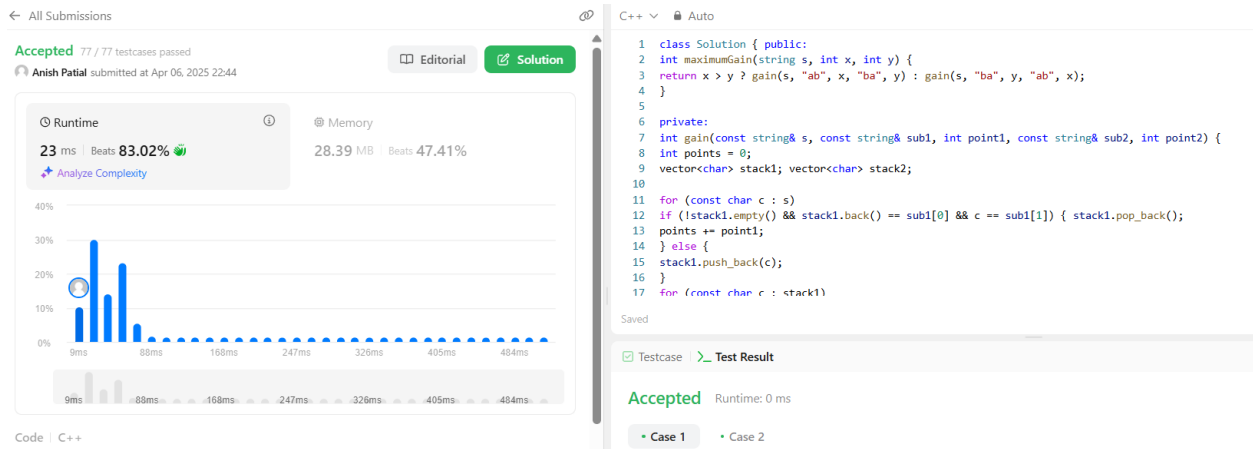 ← All Submissions
Accepted 77 / 77 testcases passed
Anish Patial submitted at Apr 06, 2025 22:44
Editorial
Solution
Runtime
23 ms | Beats 83.02%
Analyze Complexity
Memory
28.39 MB | Beats 47.41%
40%
30%
20%
10%
0%
9ms 88ms 168ms 247ms 326ms 405ms 484ms
9ms 88ms 168ms 247ms 326ms 405ms 484ms
Code | C++
C++ Auto
1 class Solution { public:
2 int maximumGain(string s, int x, int y) {
3 return x > y ? gain(s, "ab", x, "ba", y) : gain(s, "ba", y, "ab", x);
4 }
5
6 private:
7 int gain(const string& s, const string& sub1, int point1, const string& sub2, int point2) {
8 int points = 0;
9 vector<char> stack1; vector<char> stack2;
10
11 for (const char c : s)
12 if (!stack1.empty() && stack1.back() == sub1[0] && c == sub1[1]) { stack1.pop_back();
13 points += point1;
14 } else {
15 stack1.push_back(c);
16 }
17 for (const char c : stack1)
Saved
Testcase | >_ Test Result
Accepted Runtime: 0 ms
• Case 1 • Case 2